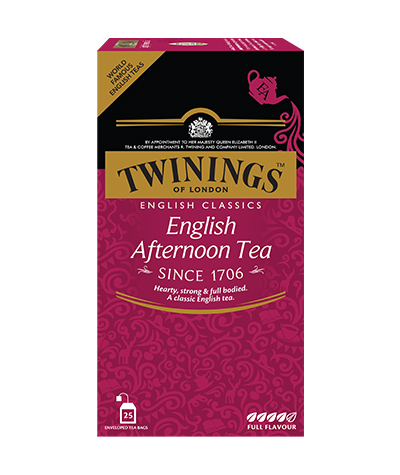 WORLD
FAMOUS
ENGLISH TEAS
TEA
BY APPOINTMENT TO HER MAJESTY QUEEN ELIZABETH II
TEA & COFFEE MERCHANTS R. TWINING AND COMPANY LIMITED. LONDON.
TWININGS™
OF LONDON
ENGLISH CLASSICS
English
Afternoon Tea
SINCE 1706
Hearty, strong & full bodied.
A classic English tea.
25
ENVELOPED TEA BAGS
FULL FLAVOUR